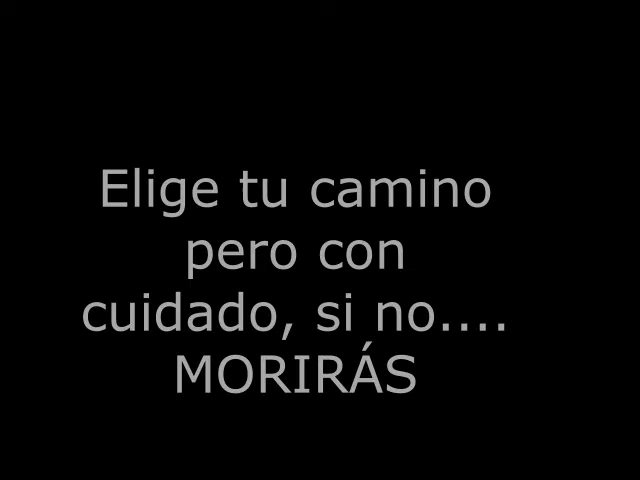 Elige tu camino
pero con
cuidado, si no....
MORIRÁS